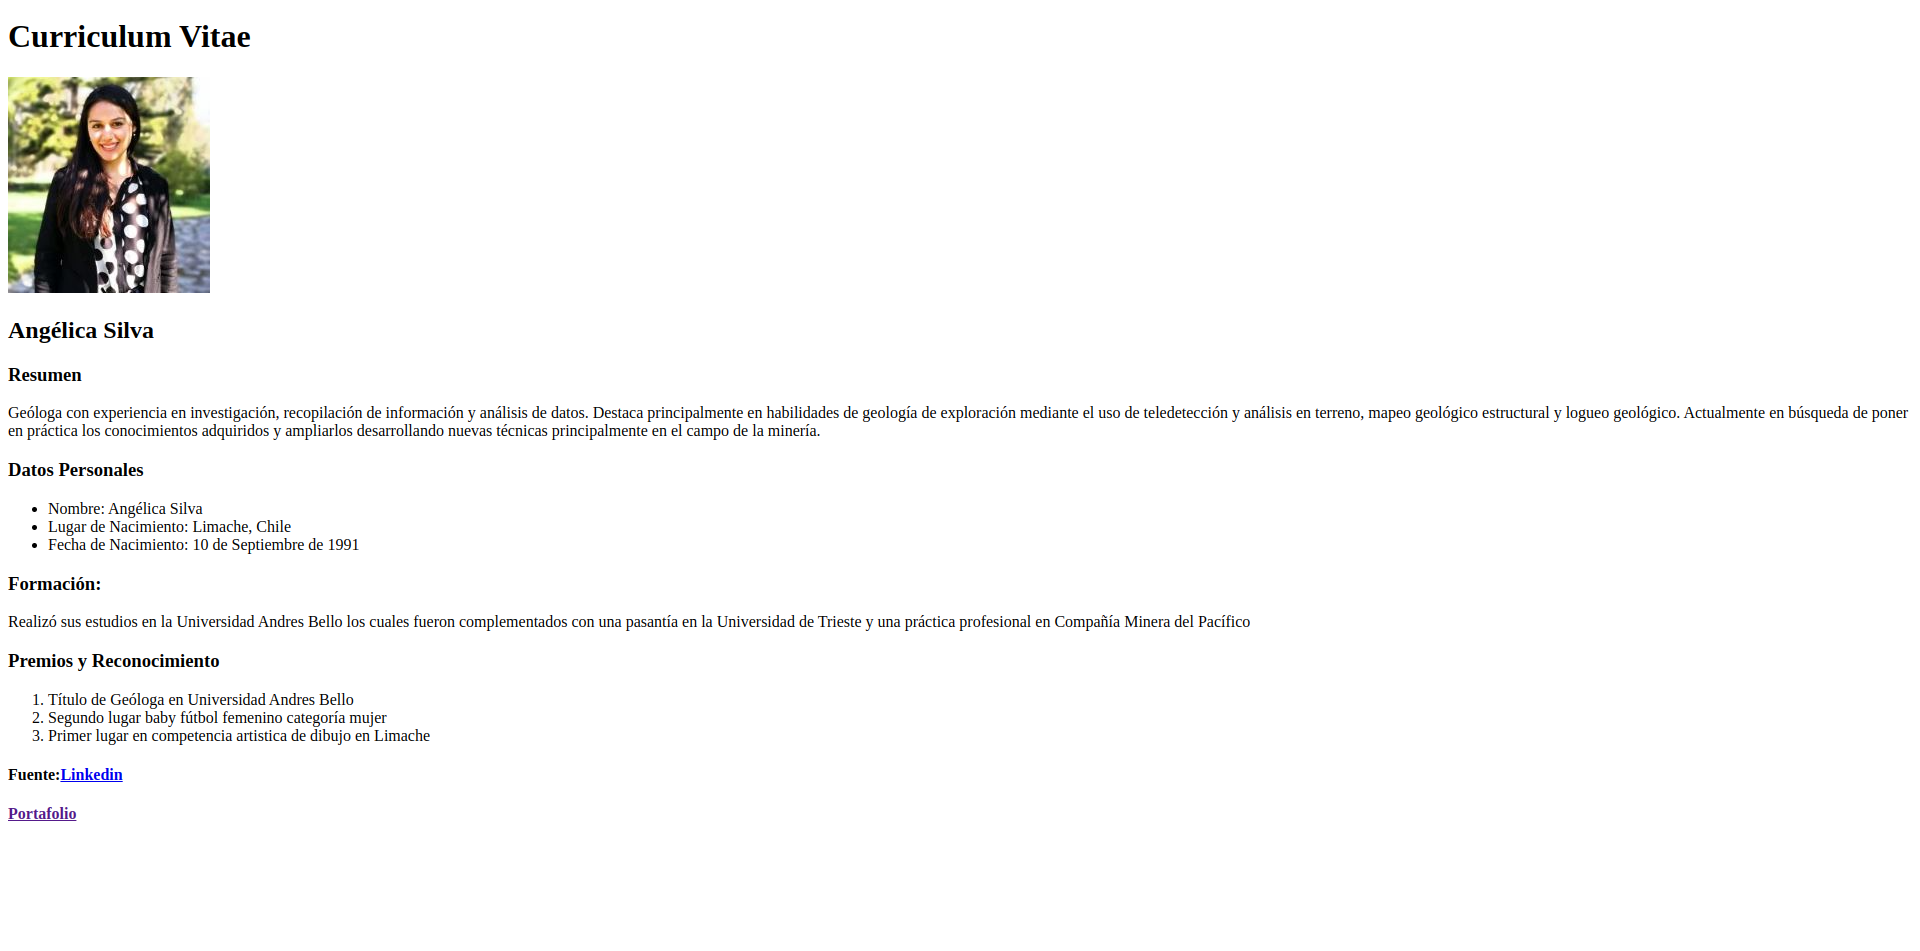 Curriculum Vitae
Angélica Silva
Resumen
Geóloga con experiencia en investigación, recopilación de información y análisis de datos. Destaca principalmente en habilidades de geología de exploración mediante el uso de teledetección y análisis en terreno, mapeo geológico estructural y logueo geológico. Actualmente en búsqueda de poner
en práctica los conocimientos adquiridos y ampliarlos desarrollando nuevas técnicas principalmente en el campo de la minería.
Datos Personales
• Nombre: Angélica Silva
• Lugar de Nacimiento: Limache, Chile
• Fecha de Nacimiento: 10 de Septiembre de 1991
Formación:
Realizó sus estudios en la Universidad Andres Bello los cuales fueron complementados con una pasantía en la Universidad de Trieste y una práctica profesional en Compañía Minera del Pacífico
Premios y Reconocimiento
1. Título de Geóloga en Universidad Andres Bello
2. Segundo lugar baby fútbol femenino categoría mujer
3. Primer lugar en competencia artistica de dibujo en Limache
Fuente:Linkedin
Portafolio